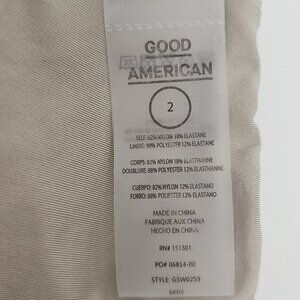 GOOD
AMERICAN
2
SELF: 82% NYLON 18% ELASTANE
LINING: 88% POLYESTER 12% ELASTANE
CORPS: 82% NYLON 18% ELASTHANNE
DOUBLURE: 88% POLYESTER 12% ELASTHANNE
CUERPO: 82% NYLON 12% ELASTANO
FORRO: 88% POLYESTER 12% ELASTANO
MADE IN CHINA
FABRIQUE AUX CHINA
HECHO EN CHINA
RN# 151301
PO# 06814-00
STYLE: GSW0259
SK02